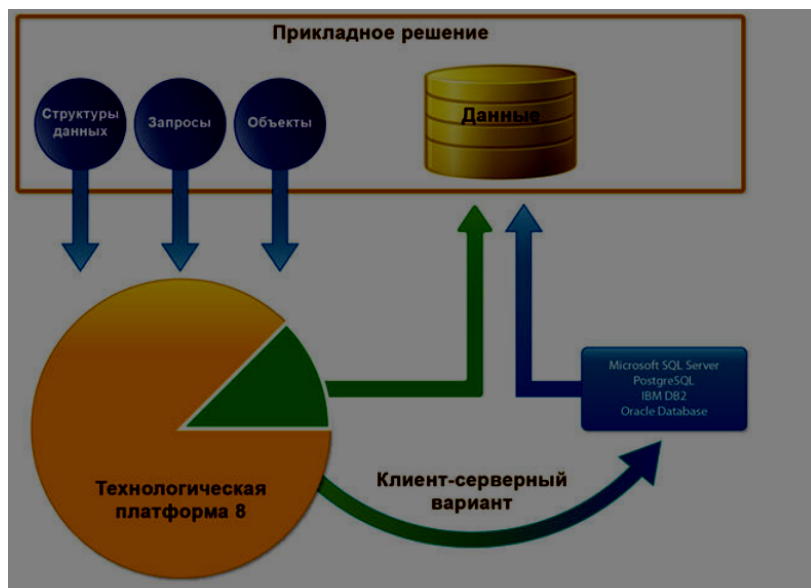 Прикладное решение
Структуры
данных
Запросы
Объекты
Данные
Microsoft SQL Server
PostgreSQL
IBM DB2
Oracle Database
Клиент-серверный
вариант
Технологическая
платформа 8